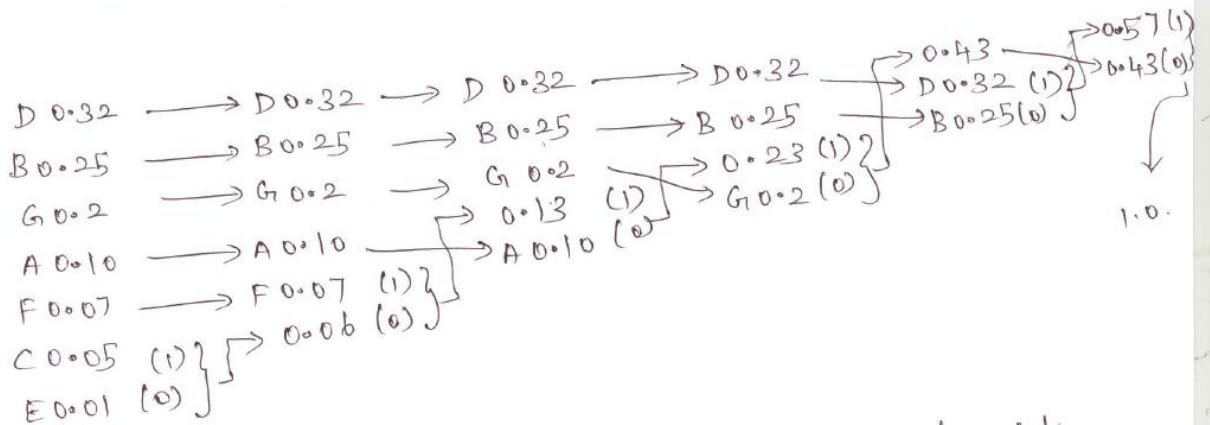 D 0.32 → D 0.32 → D 0.32 → D 0.32 → 0.43 → 0.57 (1)
B 0.25 → B 0.25 → B 0.25 → B 0.25 → D 0.32 (1) → 0.43 (0)
G 0.2 → G 0.2 → G 0.2 → 0.23 (1) → B 0.25 (0)
A 0.10 → A 0.10 → 0.13 (1) → G 0.2 (0)
F 0.07 → F 0.07 (1) → A 0.10 (0)
C 0.05 (1) → 0.06 (0)
E 0.01 (0)
1.0.